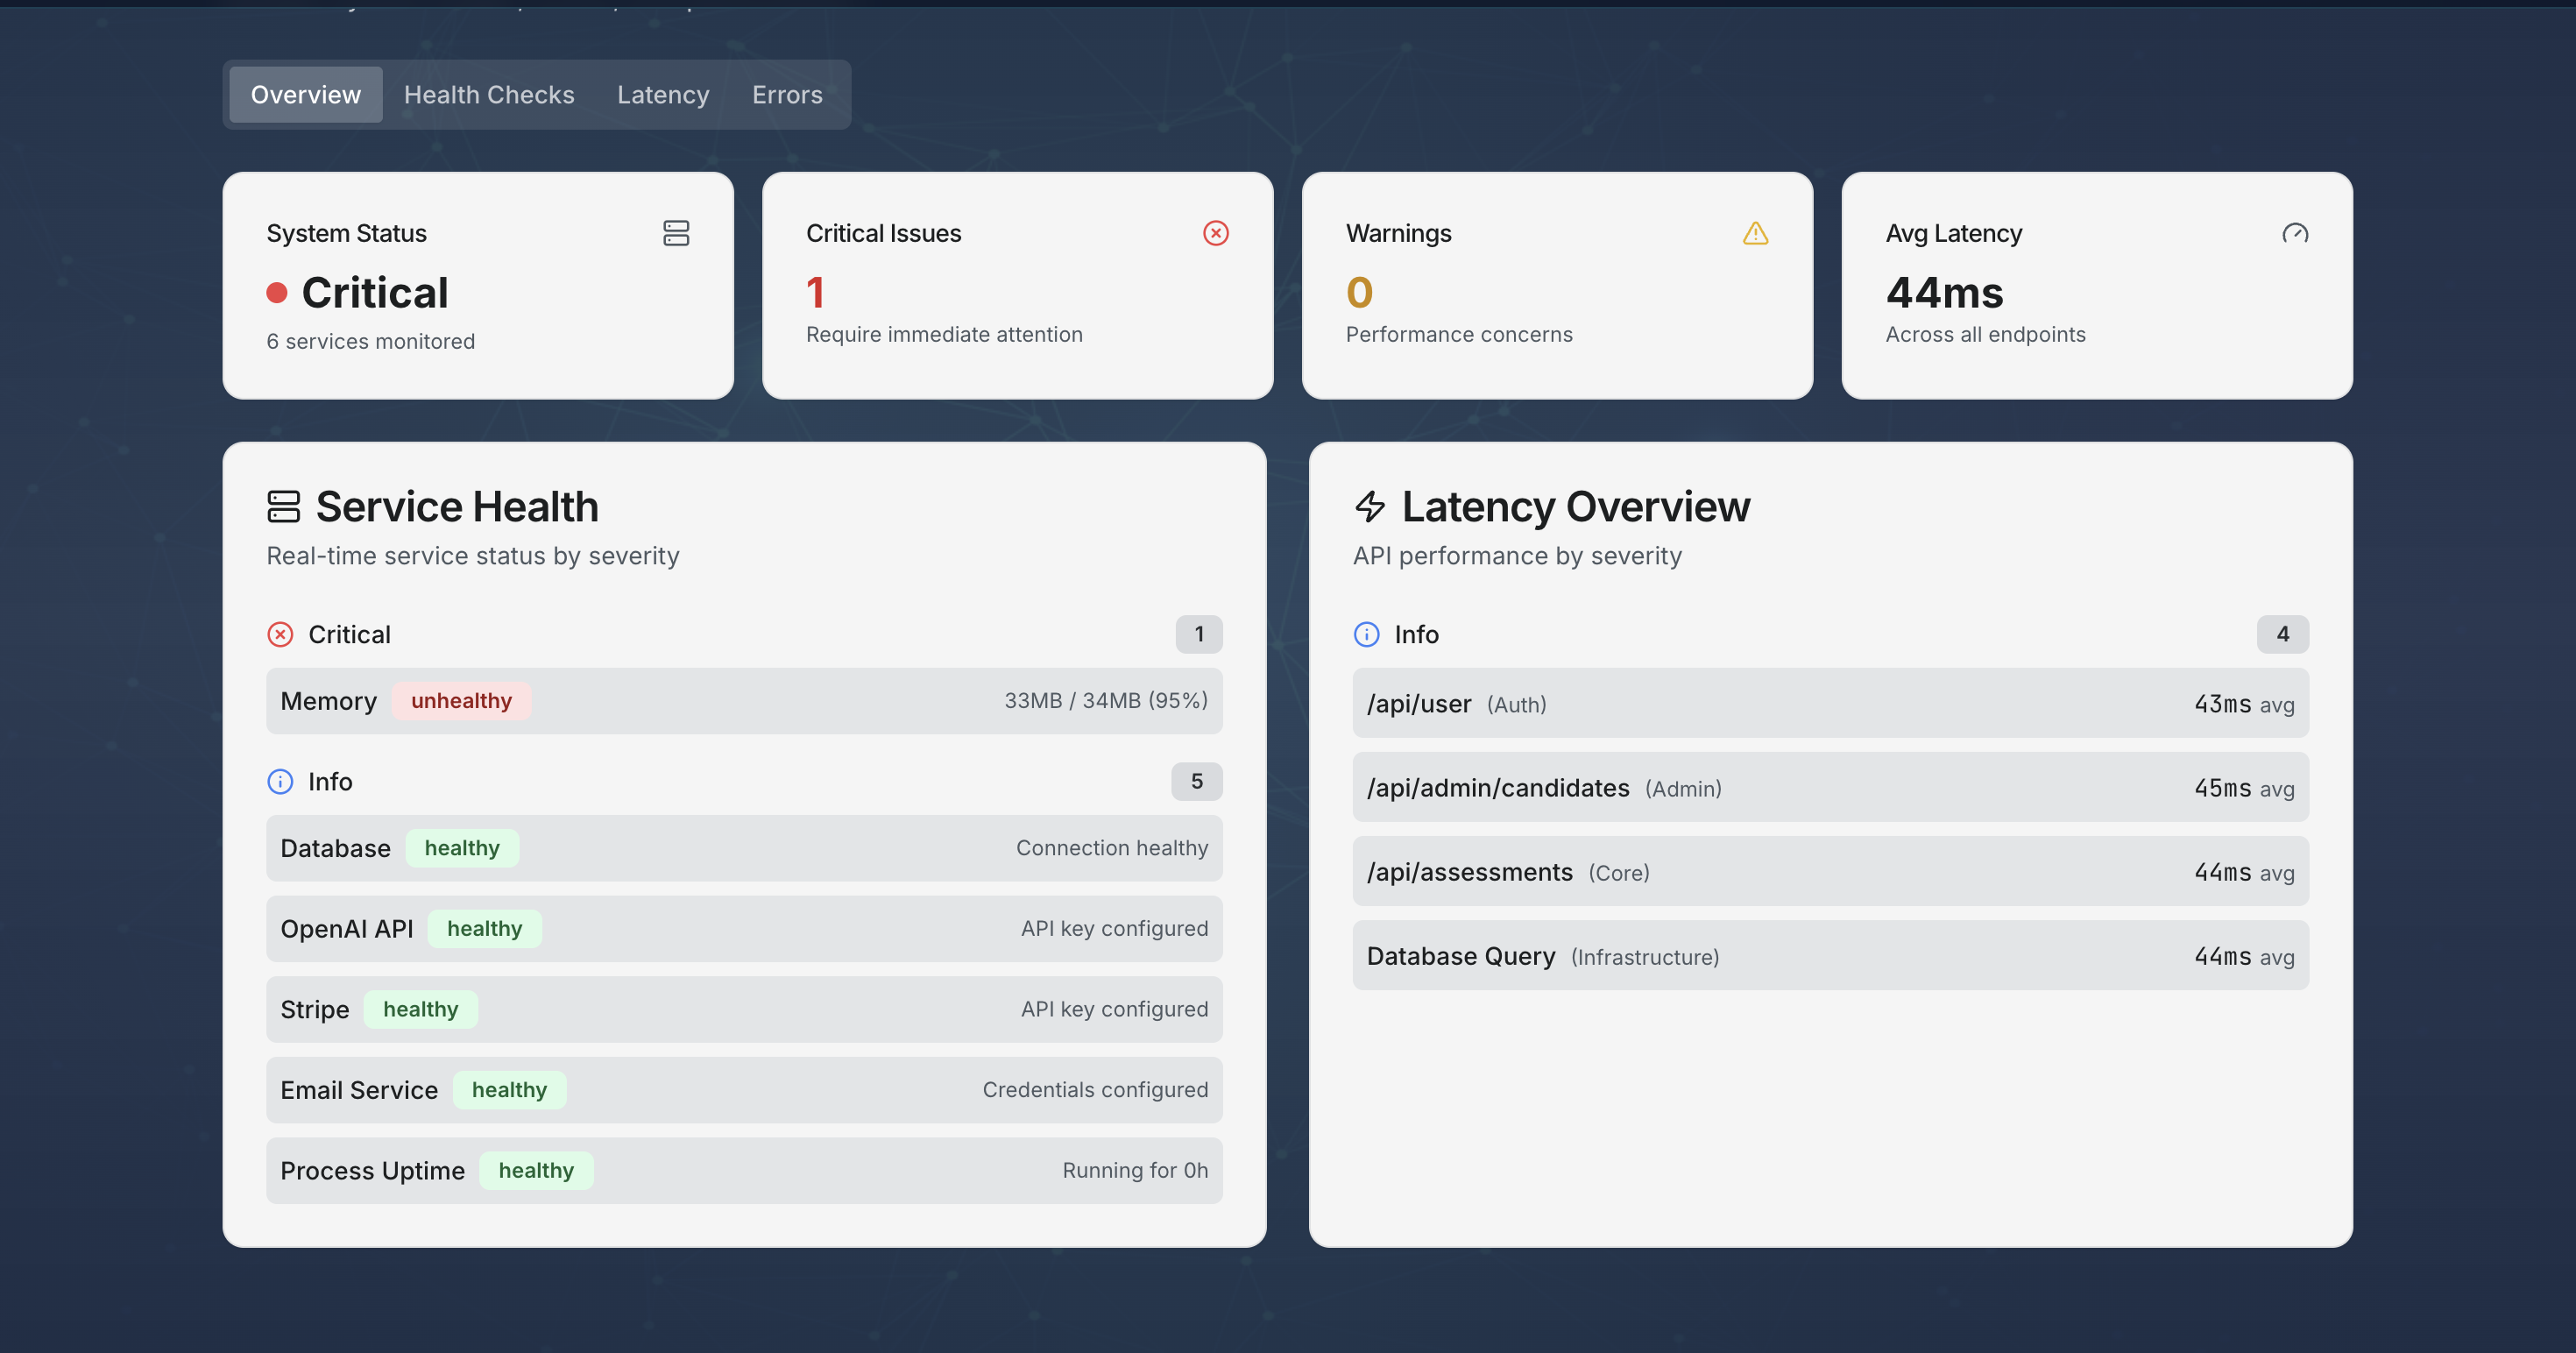 Overview Health Checks Latency Errors
System Status
Critical
6 services monitored
Critical Issues
1
Require immediate attention
Warnings
0
Performance concerns
Avg Latency
44ms
Across all endpoints
Service Health
Real-time service status by severity
Critical 1
Memory unhealthy 33MB / 34MB (95%)
Info 5
Database healthy Connection healthy
OpenAI API healthy API key configured
Stripe healthy API key configured
Email Service healthy Credentials configured
Process Uptime healthy Running for 0h
Latency Overview
API performance by severity
Info 4
/api/user (Auth) 43ms avg
/api/admin/candidates (Admin) 45ms avg
/api/assessments (Core) 44ms avg
Database Query (Infrastructure) 44ms avg